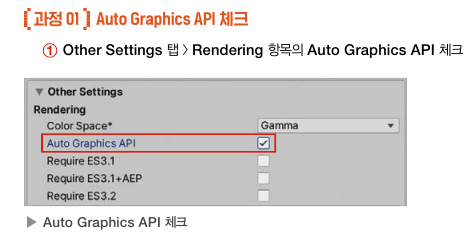 과정 01 Auto Graphics API 체크
① Other Settings 탭 > Rendering 항목의 Auto Graphics API 체크
▼ Other Settings
Rendering
Color Space* Gamma
Auto Graphics API
Require ES3.1
Require ES3.1+AEP
Require ES3.2
▶ Auto Graphics API 체크